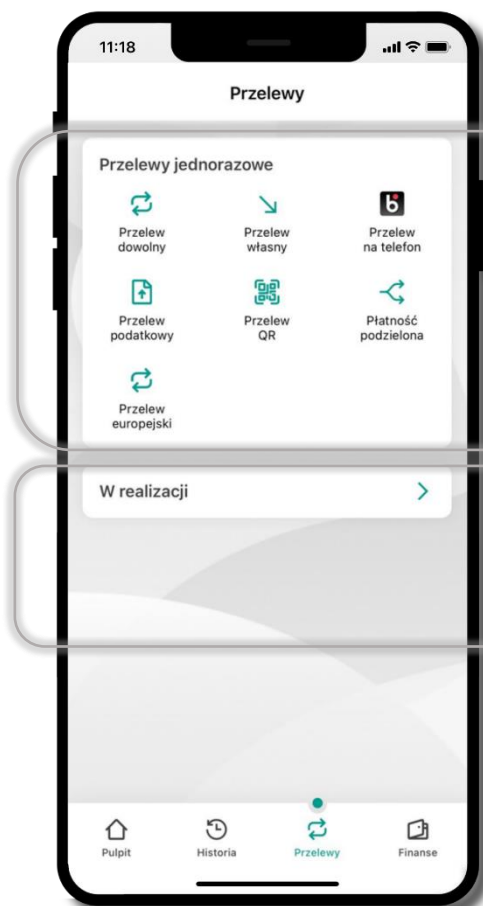 11:18
Przelewy
Przelewy jednorazowe
Przelew
dowolny
Przelew
własny
Przelew
na telefon
Przelew
podatkowy
Przelew
QR
Płatność
podzielona
Przelew
europejski
W realizacji
Pulpit
Historia
Przelewy
Finanse